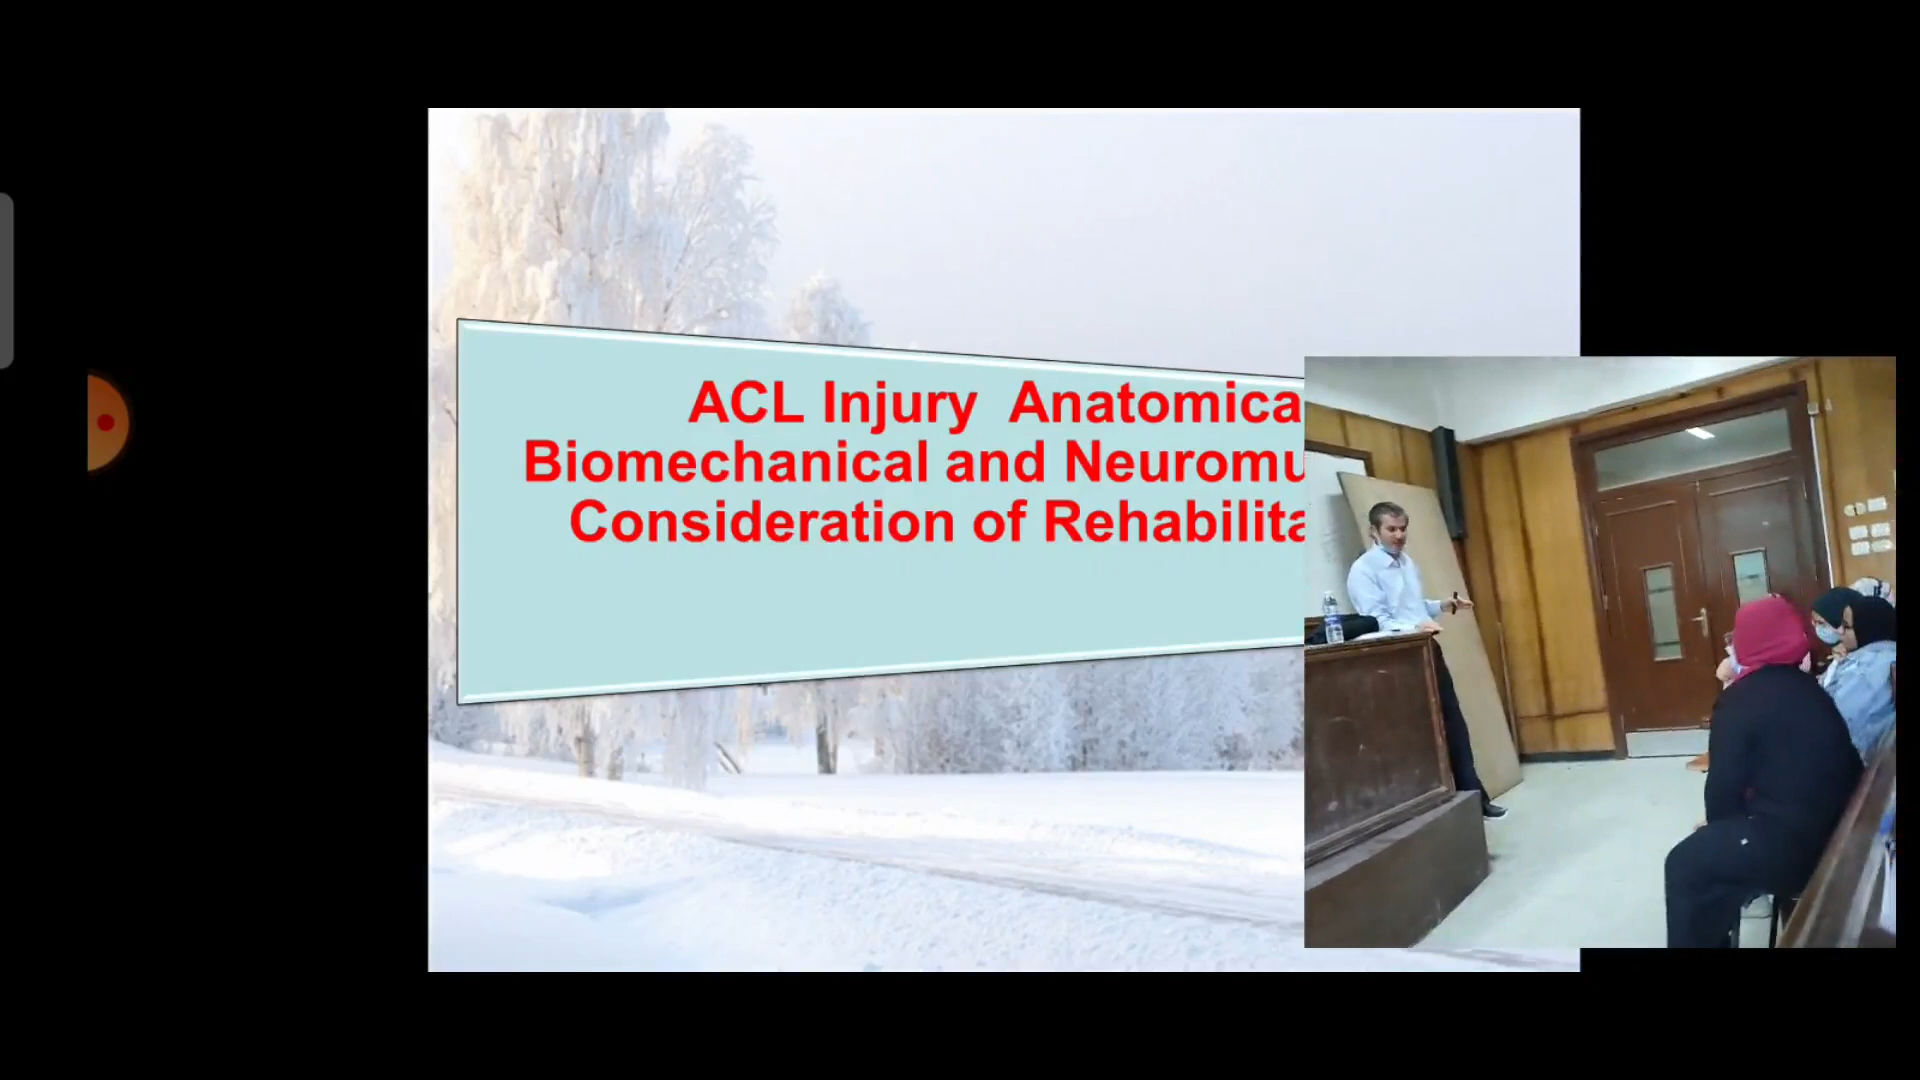 ACL Injury Anatomica
Biomechanical and Neuromu
Consideration of Rehabilita